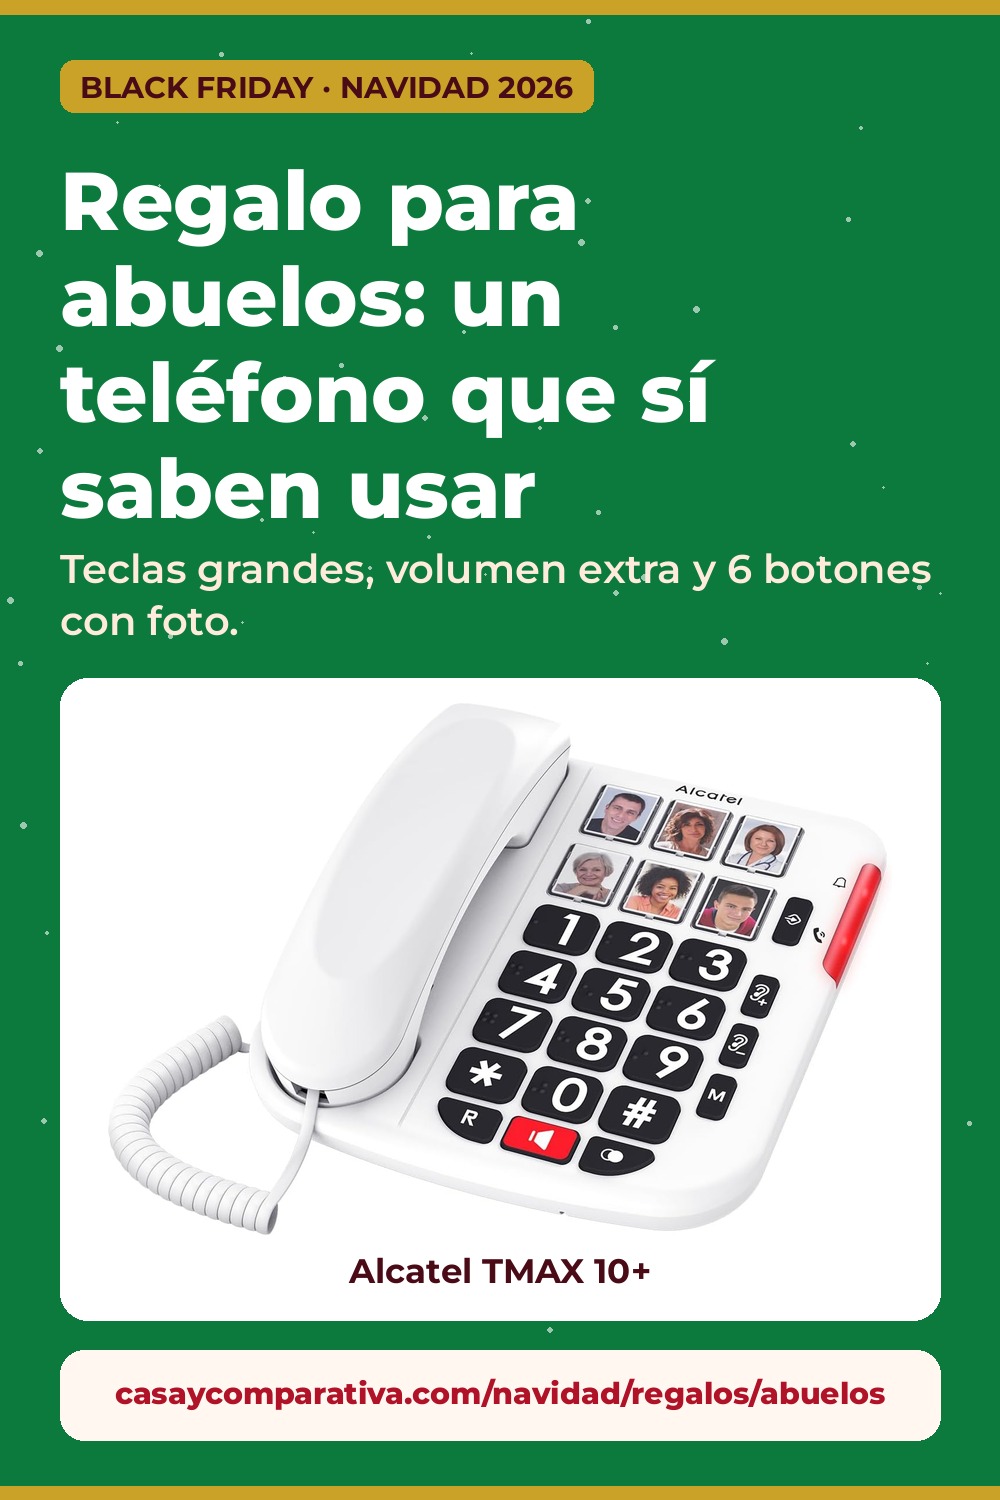 BLACK FRIDAY · NAVIDAD 2026
Regalo para
abuelos: un
teléfono que sí
saben usar
Teclas grandes, volumen extra y 6 botones
con foto.
Alcatel
1 2 3
4 5 6
7 8 9
* 0 #
M
R
Alcatel TMAX 10+
casaycomparativa.com/navidad/regalos/abuelos